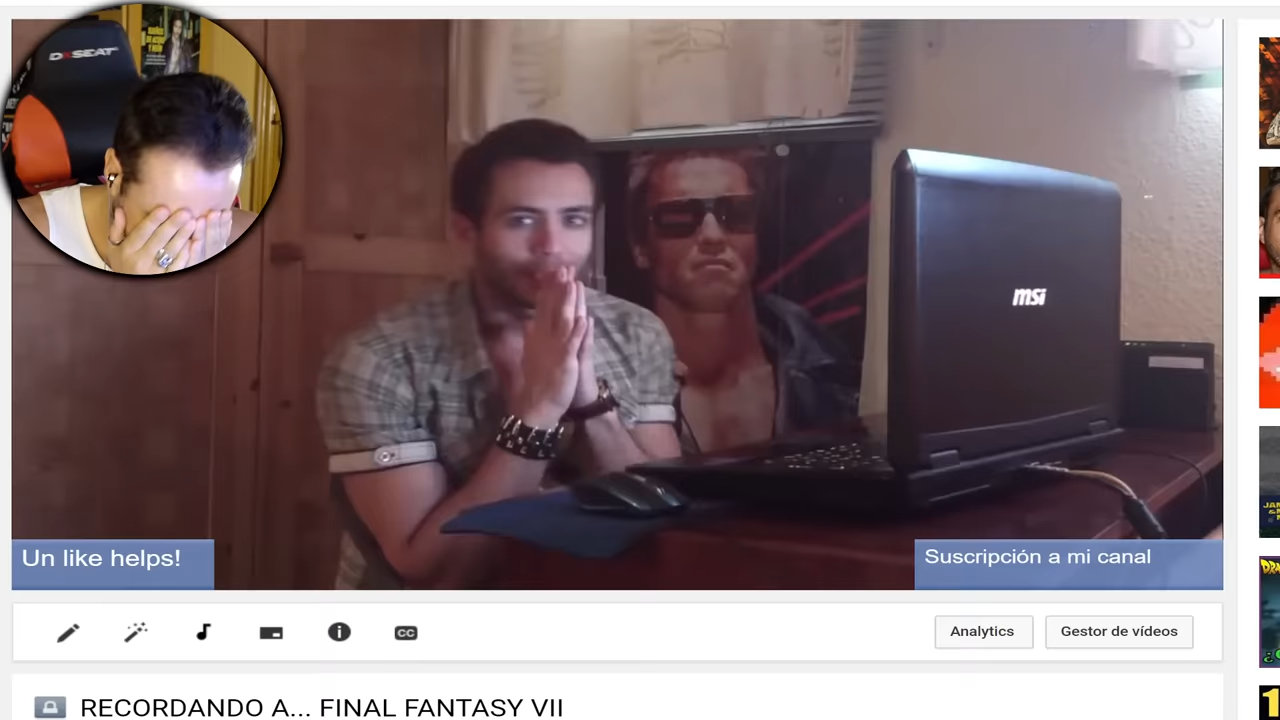 DXSEAT
msi
Un like helps!
Suscripción a mi canal
CC
Analytics
Gestor de vídeos
RECORDANDO A... FINAL FANTASY VII